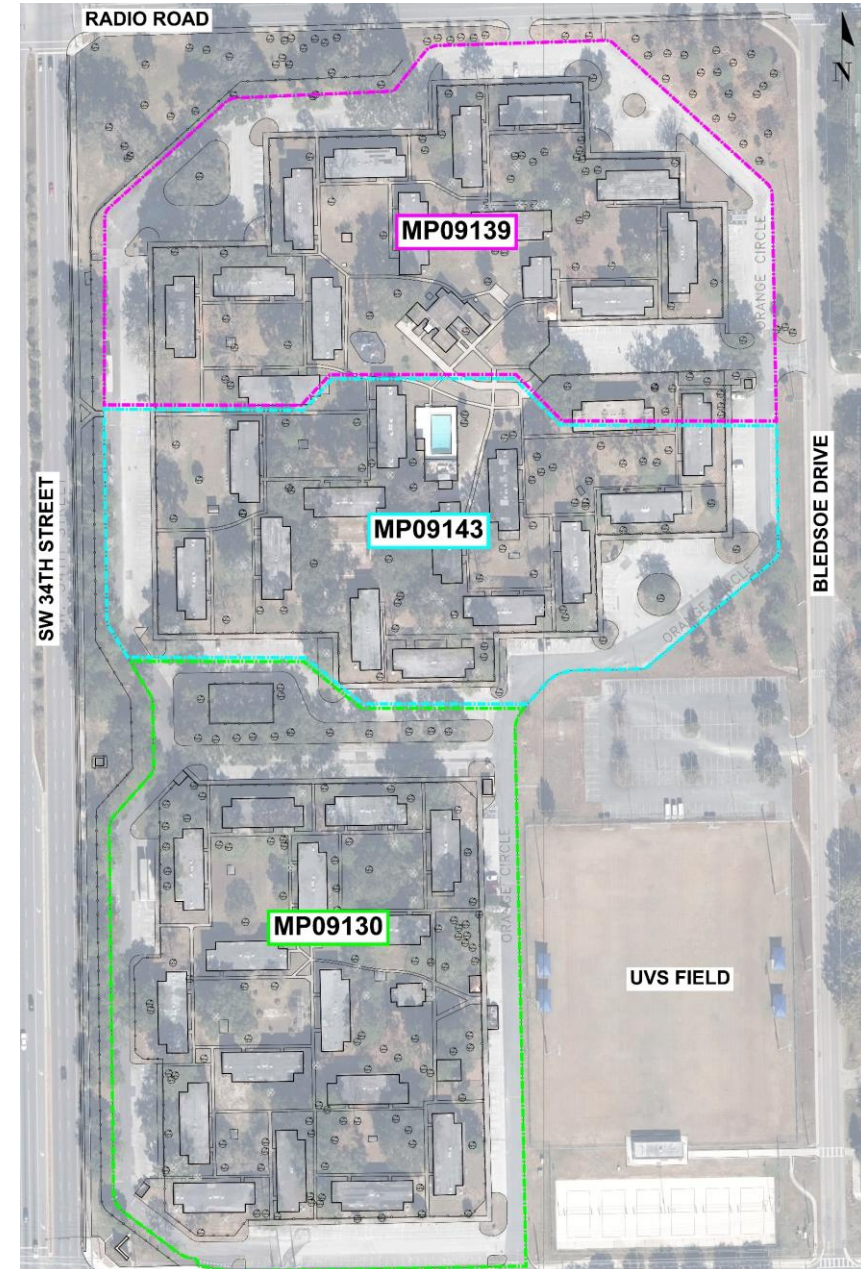 RADIO ROAD
N
MP09139
ORANGE CIRCLE
SW 34TH STREET
BLEDSOE DRIVE
MP09143
ORANGE CIRCLE
ORANGE CIRCLE
MP09130
UVS FIELD